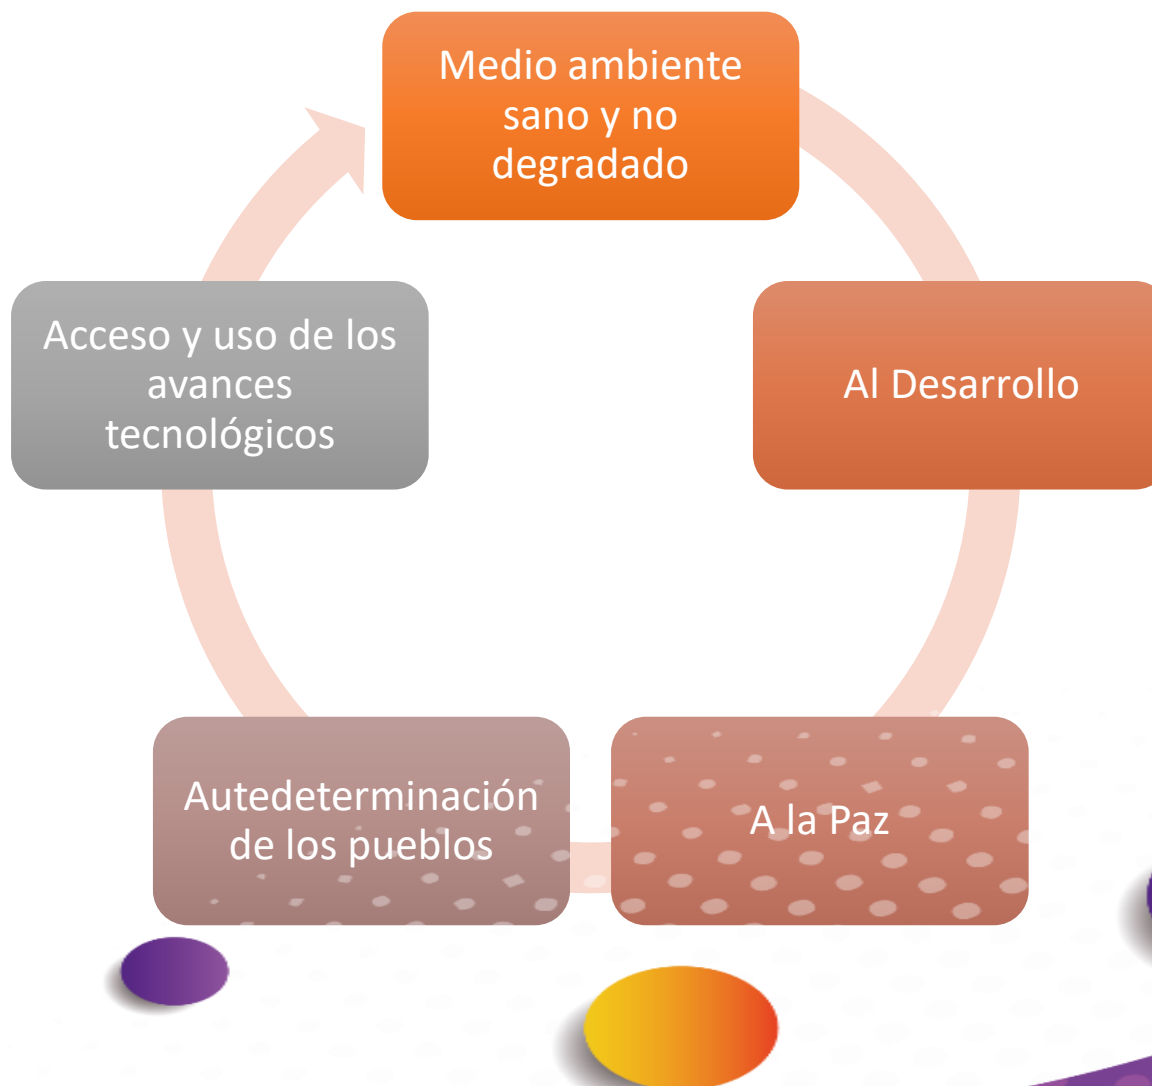 Medio ambiente
sano y no
degradado
Al Desarrollo
A la Paz
Autedeterminación
de los pueblos
Acceso y uso de los
avances
tecnológicos